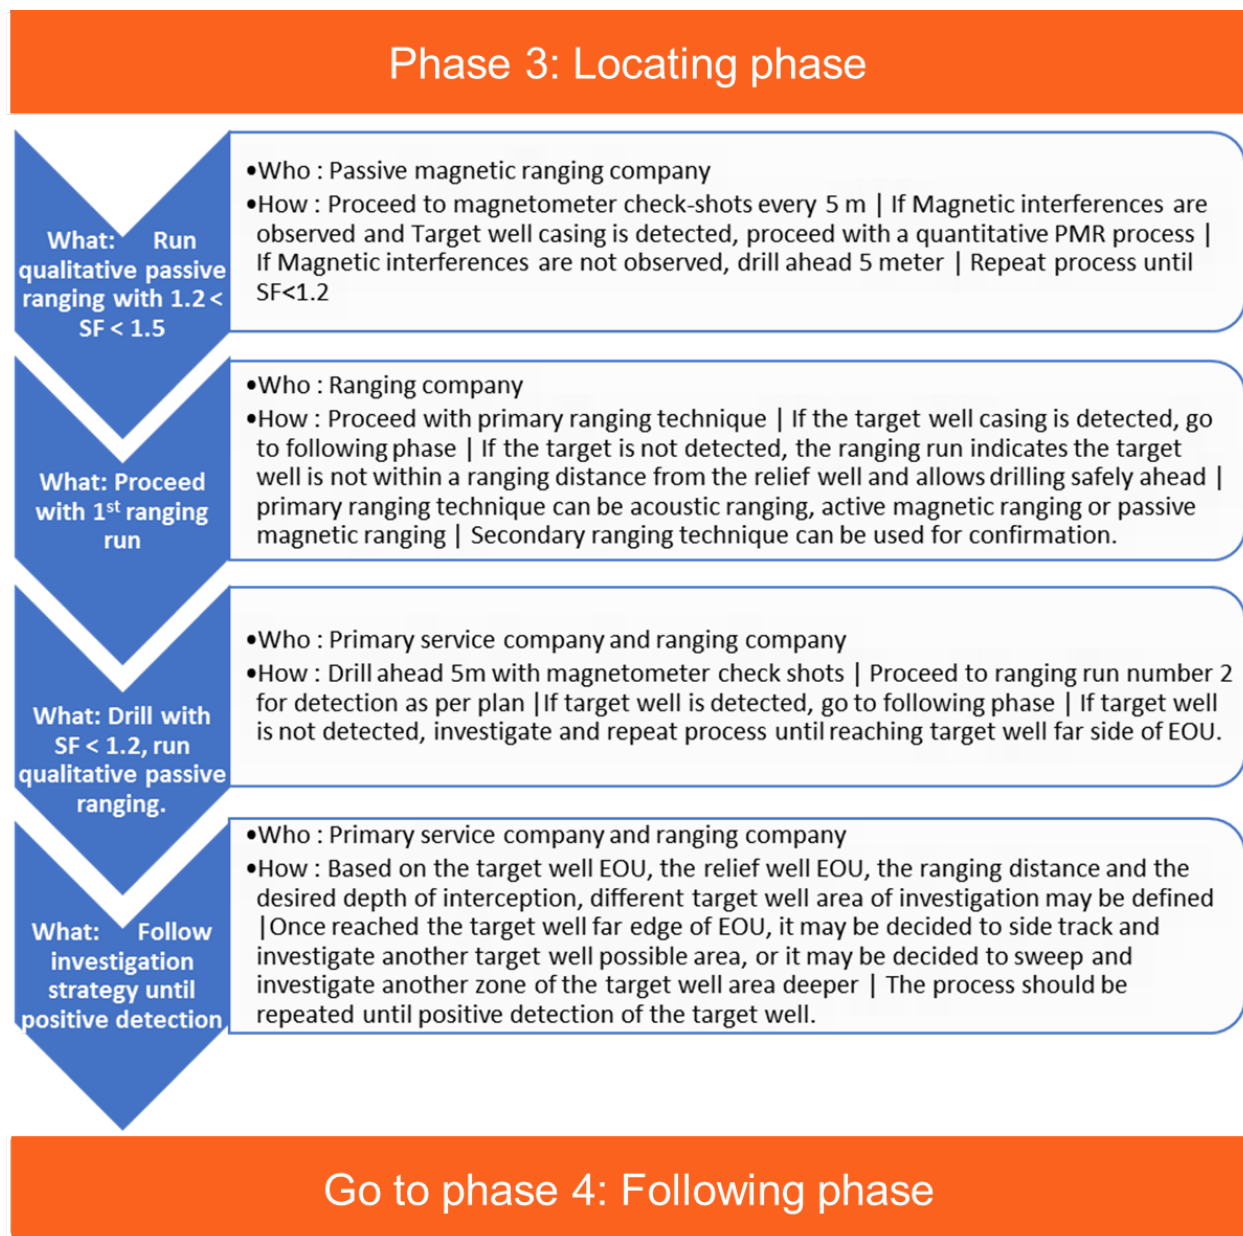 Phase 3: Locating phase
What: Run
qualitative passive
ranging with 1.2 <
SF < 1.5
•Who : Passive magnetic ranging company
•How : Proceed to magnetometer check-shots every 5 m | If Magnetic interferences are
observed and Target well casing is detected, proceed with a quantitative PMR process |
If Magnetic interferences are not observed, drill ahead 5 meter | Repeat process until
SF<1.2
What: Proceed
with 1st ranging
run
•Who : Ranging company
•How : Proceed with primary ranging technique | If the target well casing is detected, go
to following phase | If the target is not detected, the ranging run indicates the target
well is not within a ranging distance from the relief well and allows drilling safely ahead |
primary ranging technique can be acoustic ranging, active magnetic ranging or passive
magnetic ranging | Secondary ranging technique can be used for confirmation.
What: Drill with
SF < 1.2, run
qualitative passive
ranging.
•Who : Primary service company and ranging company
•How : Drill ahead 5m with magnetometer check shots | Proceed to ranging run number 2
for detection as per plan |If target well is detected, go to following phase | If target well
is not detected, investigate and repeat process until reaching target well far side of EOU.
What: Follow
investigation
strategy until
positive detection
•Who : Primary service company and ranging company
•How : Based on the target well EOU, the relief well EOU, the ranging distance and the
desired depth of interception, different target well area of investigation may be defined
|Once reached the target well far edge of EOU, it may be decided to side track and
investigate another target well possible area, or it may be decided to sweep and
investigate another zone of the target well area deeper | The process should be
repeated until positive detection of the target well.
Go to phase 4: Following phase